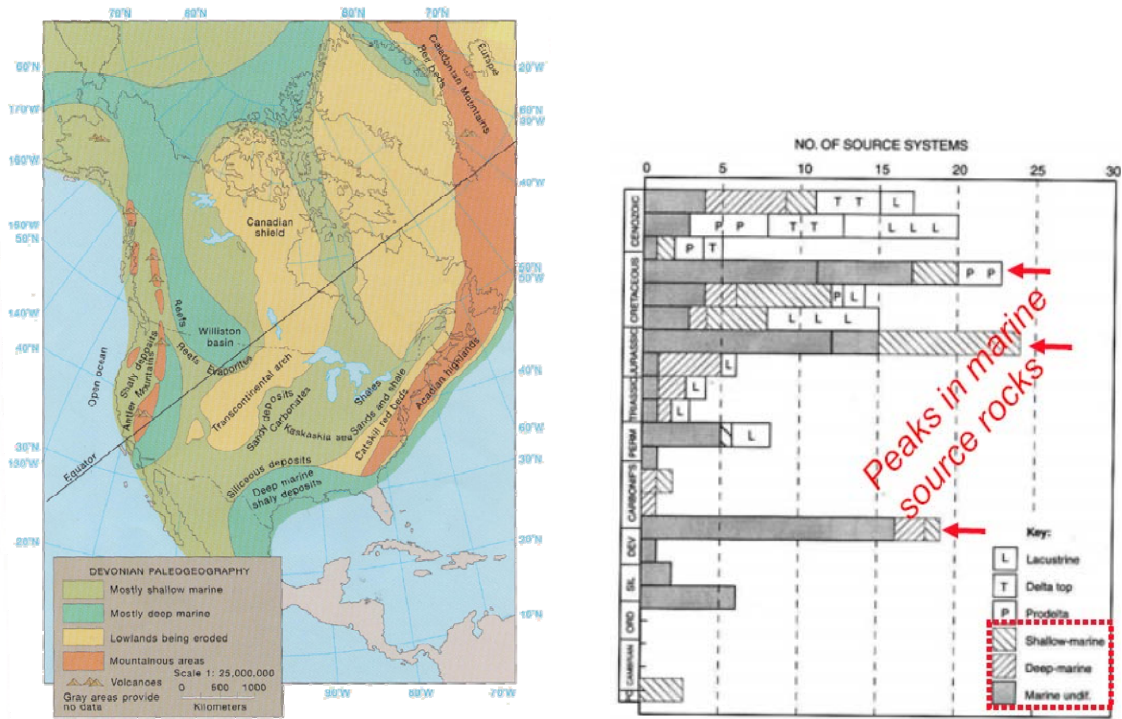 70°N
60°N
60°N
70°N
Red beds
Caledonian Mountains
Europe
60°N
20°W
170°W
60°N
160°W
40°W
Canadian
shield
50°N
50°N
140°W
Reefs
Williston
basin
Reefs
Evaporites
40°N
40°N
Open ocean
Shaly deposits
Antler Mountains
Transcontinental arch
Sandy deposits
Carbonates
Kaskaskia sea
Shales
Sands and shale
Catskill red beds
Acadian highlands
60°W
30°N
130°W
30°N
Equator
Siliceous deposits
Deep marine
shaly deposits
20°N
DEVONIAN PALEOGEOGRAPHY
Mostly shallow marine
Mostly deep marine
Lowlands being eroded
Mountainous areas
Volcanoes
Scale 1: 25,000,000
0 500 1000
Kilometers
Gray areas provide
no data
10°N
90°W
80°W
70°W
NO. OF SOURCE SYSTEMS
0 5 10 15 20 25 30
CENOZOIC
T T L
P P T T L L L
P T
CRETACEOUS
P P
P L
L L L
JURASSIC
L
TRIASSIC
L
L
PERM
L
CARBONIF'S
DEV
SIL
ORD
CAMBRIAN
Peaks in marine
source rocks
Key:
L Lacustrine
T Delta top
P Prodelta
Shallow-marine
Deep-marine
Marine undif.